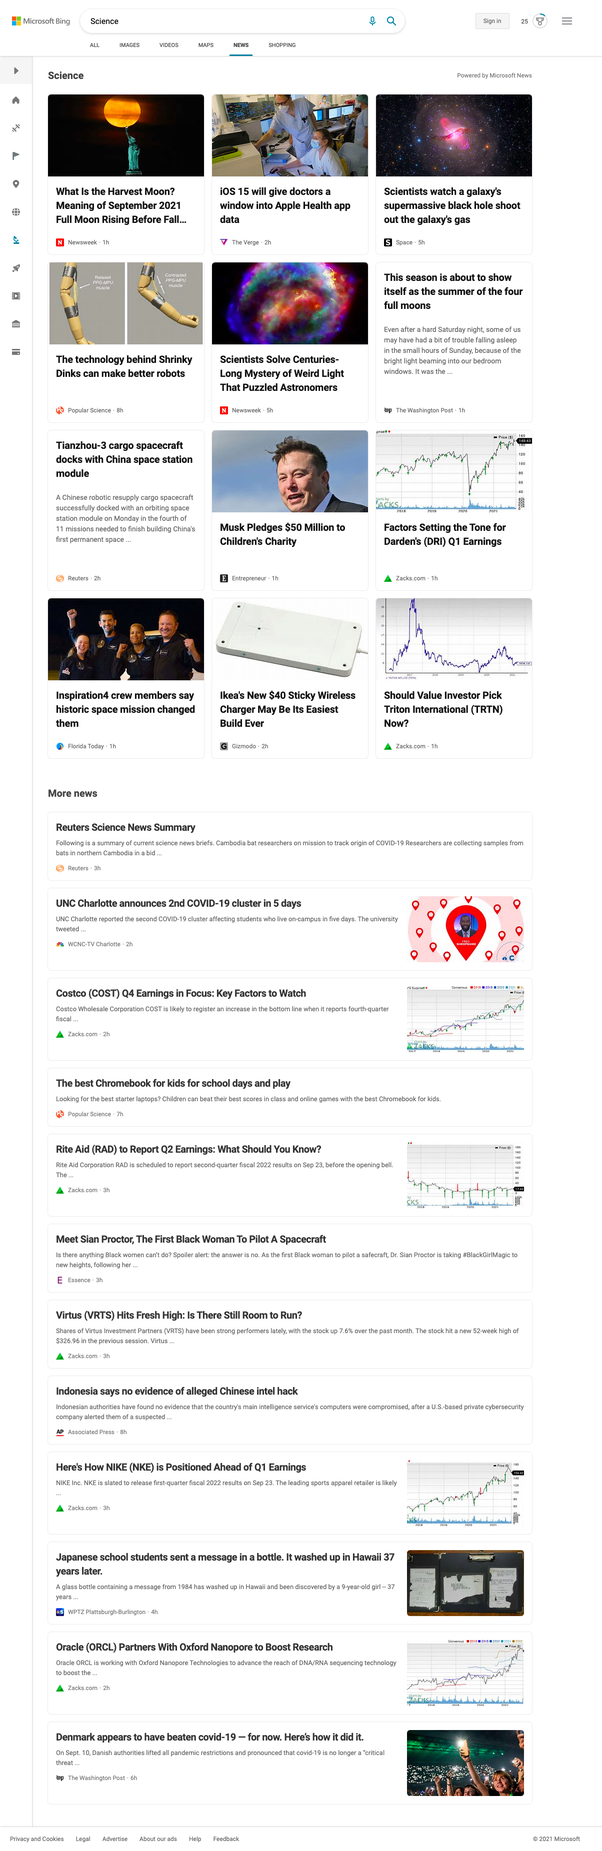 Microsoft Bing
Science
Sign in
25
ALL
IMAGES
VIDEOS
MAPS
NEWS
SHOPPING
Science
Powered by Microsoft News
What Is the Harvest Moon?
Meaning of September 2021
Full Moon Rising Before Fall...
Newsweek · 1h
iOS 15 will give doctors a
window into Apple Health app
data
The Verge · 2h
Scientists watch a galaxy's
supermassive black hole shoot
out the galaxy's gas
Space · 5h
Relaxed
PPG-MPU
muscle
Contracted
PPG-MPU
muscle
The technology behind Shrinky
Dinks can make better robots
Popular Science · 8h
Scientists Solve Centuries-
Long Mystery of Weird Light
That Puzzled Astronomers
Newsweek · 5h
This season is about to show
itself as the summer of the four
full moons
Even after a hard Saturday night, some of us
may have had a bit of trouble falling asleep
in the small hours of Sunday, because of the
bright light beaming into our bedroom
windows. It was the ...
The Washington Post · 1h
Tianzhou-3 cargo spacecraft
docks with China space station
module
A Chinese robotic resupply cargo spacecraft
successfully docked with an orbiting space
station module on Monday in the fourth of
11 missions needed to finish building China's
first permanent space ...
Reuters · 2h
Musk Pledges $50 Million to
Children's Charity
Entrepreneur · 1h
Price ($)
Factors Setting the Tone for
Darden's (DRI) Q1 Earnings
Zacks.com · 1h
Inspiration4 crew members say
historic space mission changed
them
Florida Today · 1h
Ikea's New $40 Sticky Wireless
Charger May Be Its Easiest
Build Ever
Gizmodo · 2h
Should Value Investor Pick
Triton International (TRTN)
Now?
Zacks.com · 1h
More news
Reuters Science News Summary
Following is a summary of current science news briefs. Cambodia bat researchers on mission to track origin of COVID-19 Researchers are collecting samples from
bats in northern Cambodia in a bid ...
Reuters · 3h
UNC Charlotte announces 2nd COVID-19 cluster in 5 days
UNC Charlotte reported the second COVID-19 cluster affecting students who live on-campus in five days. The university
tweeted ...
WCNC-TV Charlotte · 2h
Costco (COST) Q4 Earnings in Focus: Key Factors to Watch
Costco Wholesale Corporation COST is likely to register an increase in the bottom line when it reports fourth-quarter
fiscal ...
Zacks.com · 2h
The best Chromebook for kids for school days and play
Looking for the best starter laptops? Children can beat their best scores in class and online games with the best Chromebook for kids.
Popular Science · 7h
Rite Aid (RAD) to Report Q2 Earnings: What Should You Know?
Rite Aid Corporation RAD is scheduled to report second-quarter fiscal 2022 results on Sep 23, before the opening bell.
The ...
Zacks.com · 3h
Meet Sian Proctor, The First Black Woman To Pilot A Spacecraft
Is there anything Black women can't do? Spoiler alert: the answer is no. As the first Black woman to pilot a safecraft, Dr. Sian Proctor is taking #BlackGirlMagic to
new heights, following her ...
Essence · 3h
Virtus (VRTS) Hits Fresh High: Is There Still Room to Run?
Shares of Virtus Investment Partners (VRTS) have been strong performers lately, with the stock up 7.6% over the past month. The stock hit a new 52-week high of
$326.96 in the previous session. Virtus ...
Zacks.com · 3h
Indonesia says no evidence of alleged Chinese intel hack
Indonesian authorities have found no evidence that the country's main intelligence service's computers were compromised, after a U.S.-based private cybersecurity
company alerted them of a suspected ...
Associated Press · 8h
Here's How NIKE (NKE) is Positioned Ahead of Q1 Earnings
NIKE Inc. NKE is slated to release first-quarter fiscal 2022 results on Sep 23. The leading sports apparel retailer is likely
...
Zacks.com · 3h
Japanese school students sent a message in a bottle. It washed up in Hawaii 37
years later.
A glass bottle containing a message from 1984 has washed up in Hawaii and been discovered by a 9-year-old girl – 37
years ...
WPTZ Plattsburgh-Burlington · 4h
Oracle (ORCL) Partners With Oxford Nanopore to Boost Research
Oracle ORCL is working with Oxford Nanopore Technologies to advance the reach of DNA/RNA sequencing technology
to boost the ...
Zacks.com · 2h
Denmark appears to have beaten covid-19 — for now. Here's how it did it.
On Sept. 10, Danish authorities lifted all pandemic restrictions and pronounced that covid-19 is no longer a "critical
threat ...
The Washington Post · 6h
Privacy and Cookies
Legal
Advertise
About our ads
Help
Feedback
© 2021 Microsoft